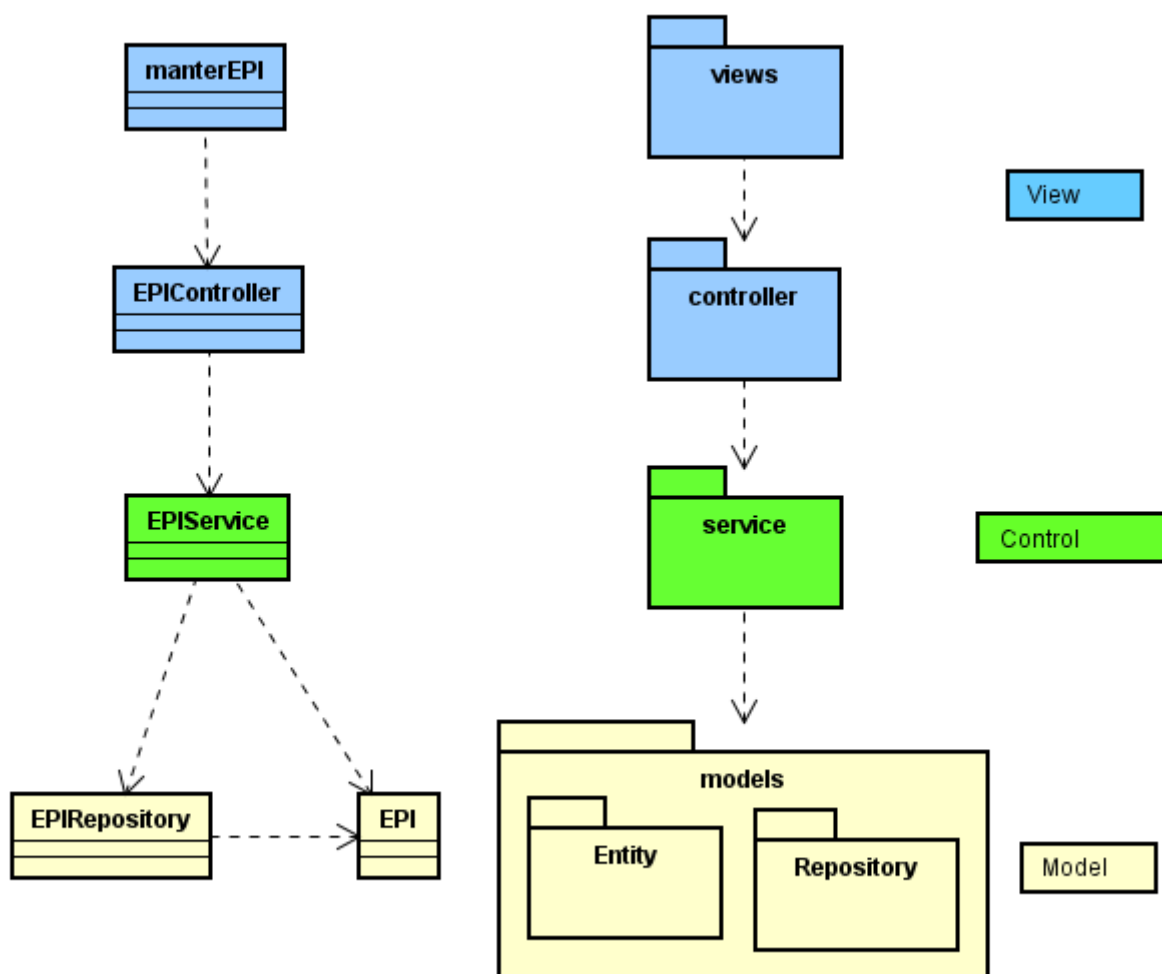 manterEPI
views
View
EPIController
controller
EPIService
service
Control
models
EPIRepository
EPI
Entity
Repository
Model